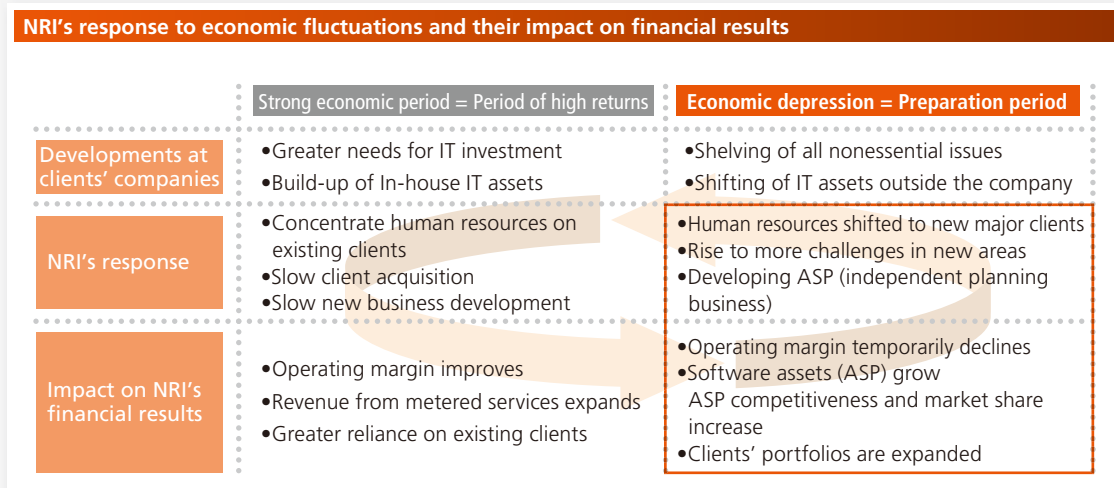 NRI's response to economic fluctuations and their impact on financial results
Strong economic period = Period of high returns
Economic depression = Preparation period
Developments at
clients' companies
•Greater needs for IT investment
•Build-up of In-house IT assets
•Shelving of all nonessential issues
•Shifting of IT assets outside the company
NRI's response
•Concentrate human resources on
existing clients
•Slow client acquisition
•Slow new business development
•Human resources shifted to new major clients
•Rise to more challenges in new areas
•Developing ASP (independent planning
business)
Impact on NRI's
financial results
•Operating margin improves
•Revenue from metered services expands
•Greater reliance on existing clients
•Operating margin temporarily declines
•Software assets (ASP) grow
ASP competitiveness and market share
increase
•Clients' portfolios are expanded